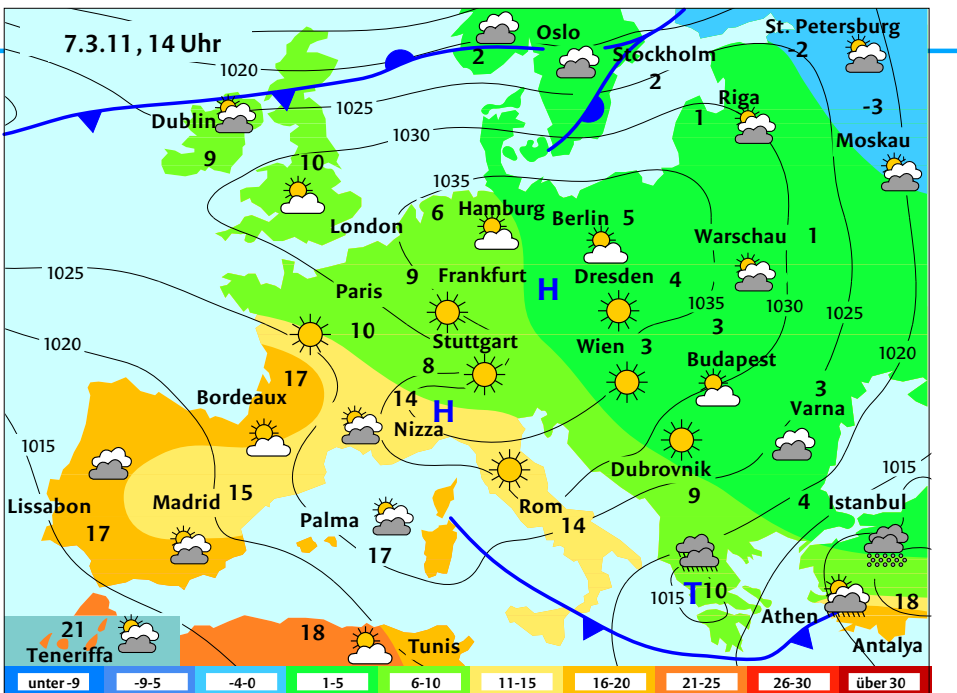 7.3.11, 14 Uhr
Oslo
2
Stockholm
2
St. Petersburg
-2
1020
1025
Riga
1
-3
Dublin
9
10
1030
Moskau
1035
London
6
Hamburg
Berlin 5
Warschau 1
1025
9
Frankfurt
H
Dresden 4
Paris
10
1035
1030
1025
3
1020
Stuttgart
Wien 3
Budapest
1020
17
8
Bordeaux
14
H
Nizza
3
Varna
1015
Dubrovnik
1015
Lissabon
17
Madrid
15
Palma
17
Rom
14
9
4
Istanbul
T
10
1015
Athen
18
21
Teneriffa
18
Tunis
Antalya
unter -9 -9-5 -4-0 1-5 6-10 11-15 16-20 21-25 26-30 über 30